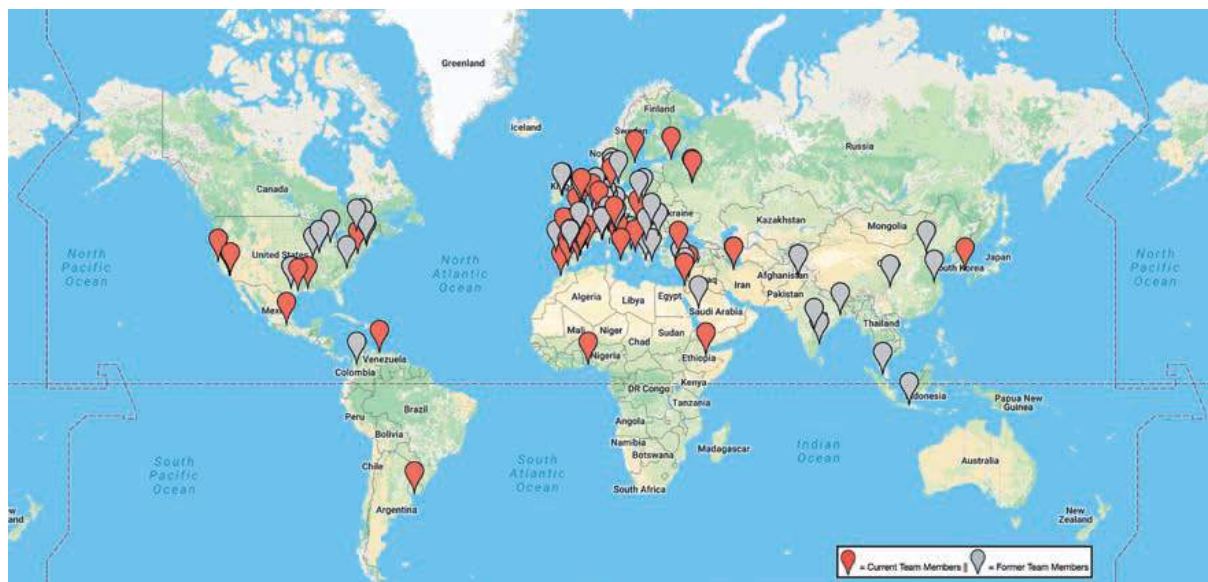 Greenland
Iceland
Finland
Sweden
Russia
Canada
Kazakhstan
Mongolia
North
Pacific
Ocean
United States
North
Atlantic
Ocean
Japan
South Korea
North
Pacific
Ocean
Afghanistan
Iran
Pakistan
Algeria
Libya
Egypt
Saudi Arabia
Mali
Niger
Sudan
Chad
Thailand
Nigeria
Ethiopia
Venezuela
Colombia
DR Congo
Kenya
Tanzania
Indonesia
Papua New
Guinea
Brazil
Peru
Bolivia
Angola
Namibia
Botswana
Madagascar
Indian
Ocean
South
Pacific
Ocean
Chile
South
Atlantic
Ocean
Australia
South Africa
Argentina
New
Zealand
= Current Team Members || = Former Team Members